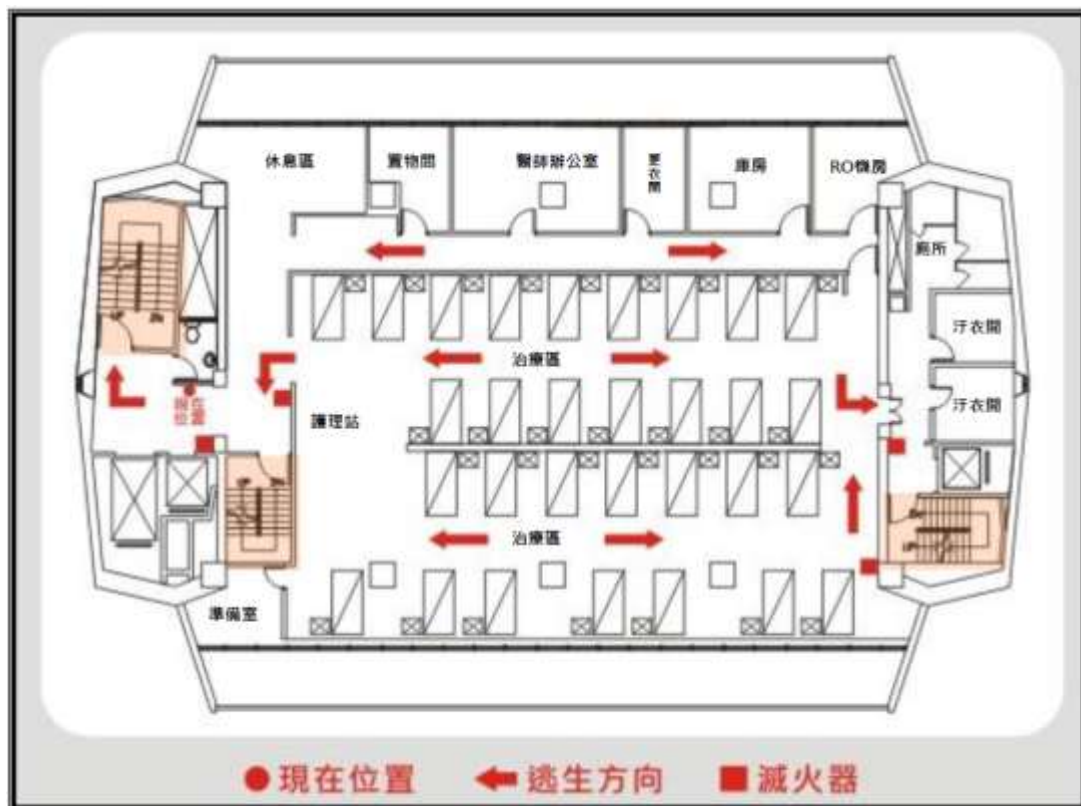 休息區
置物間
醫師辦公室
更衣間
庫房
RO機房
廁所
汙衣間
汙衣間
治療區
護理站
現在位置
治療區
準備室
現在位置
逃生方向
滅火器